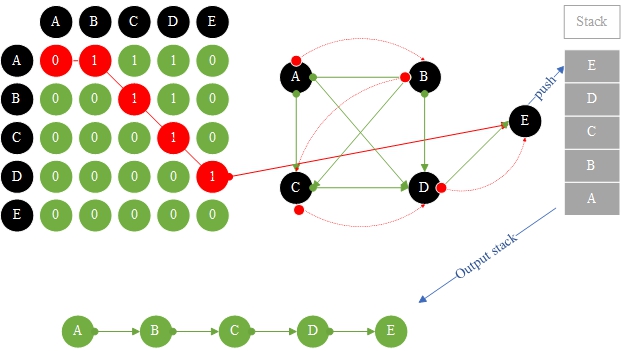 A B C D E
A 0 1 1 1 0
B 0 0 1 1 0
C 0 0 0 1 0
D 0 0 0 0 1
E 0 0 0 0 0
A
B
C
D
E
push
Stack
E
D
C
B
A
Output stack
A B C D E